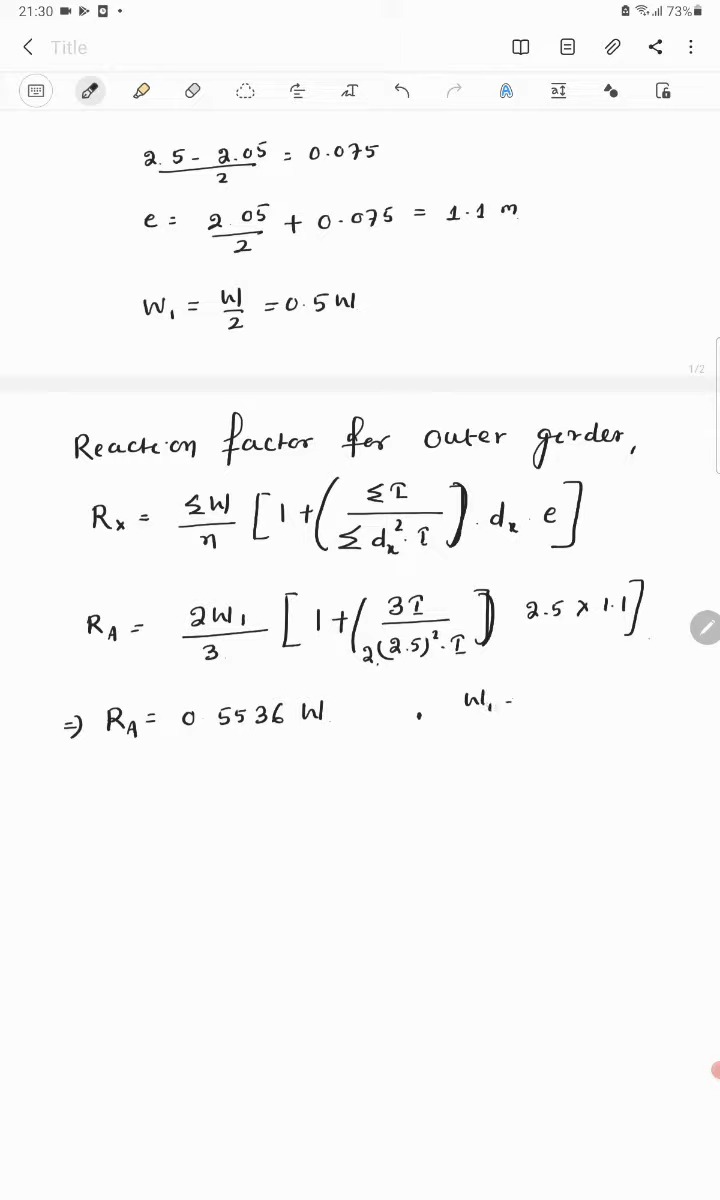 21:30 73%
Title
2.5 - 2.05 / 2 = 0.075
e = 2.05 / 2 + 0.075 = 1.1 m
W₁ = W / 2 = 0.5 W
1/2
Reaction factor for outer girder,
Rₓ = ΣW / n [1 + (ΣI / Σdₓ². I) . dₓ. e]
R_A = 2W₁ / 3 [1 + (3I / 2(2.5)². I) 2.5 × 1.1]
⇒ R_A = 0.5536 W . W₁ =